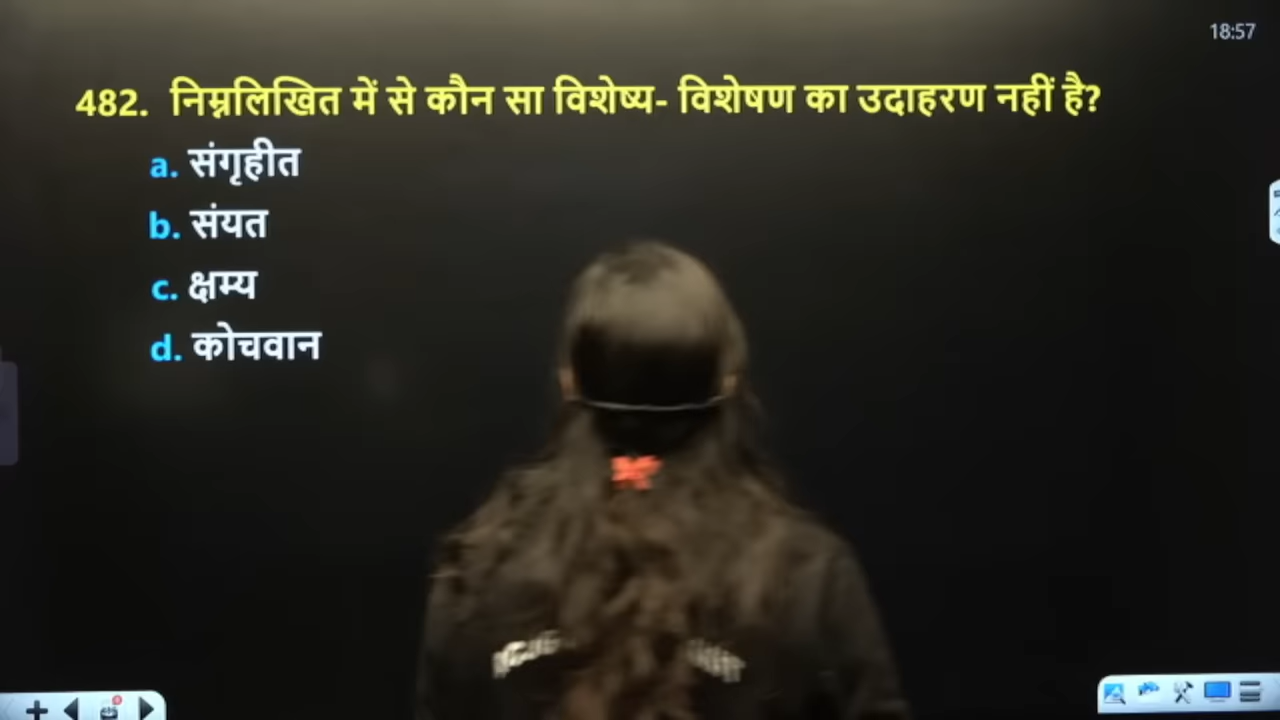 18:57
482. निम्नलिखित में से कौन सा विशेष्य- विशेषण का उदाहरण नहीं है?
a. संगृहीत
b. संयत
c. क्षम्य
d. कोचवान